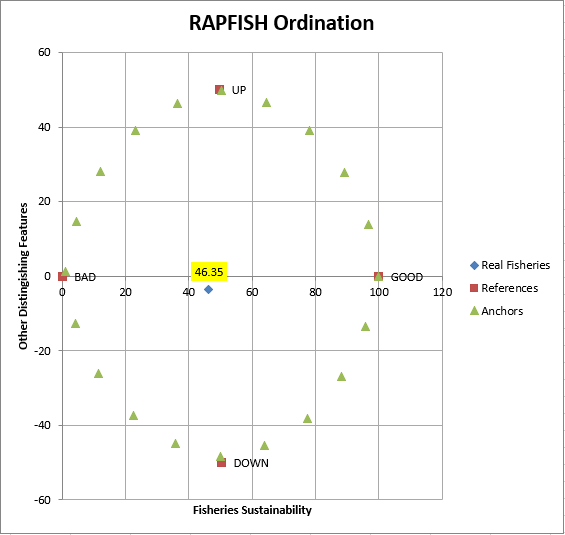 RAPFISH Ordination
60
UP
40
20
Other Distingishing Features
46.35
0
BAD
GOOD
0 20 40 60 80 100 120
Real Fisheries
References
Anchors
-20
-40
DOWN
-60
Fisheries Sustainability